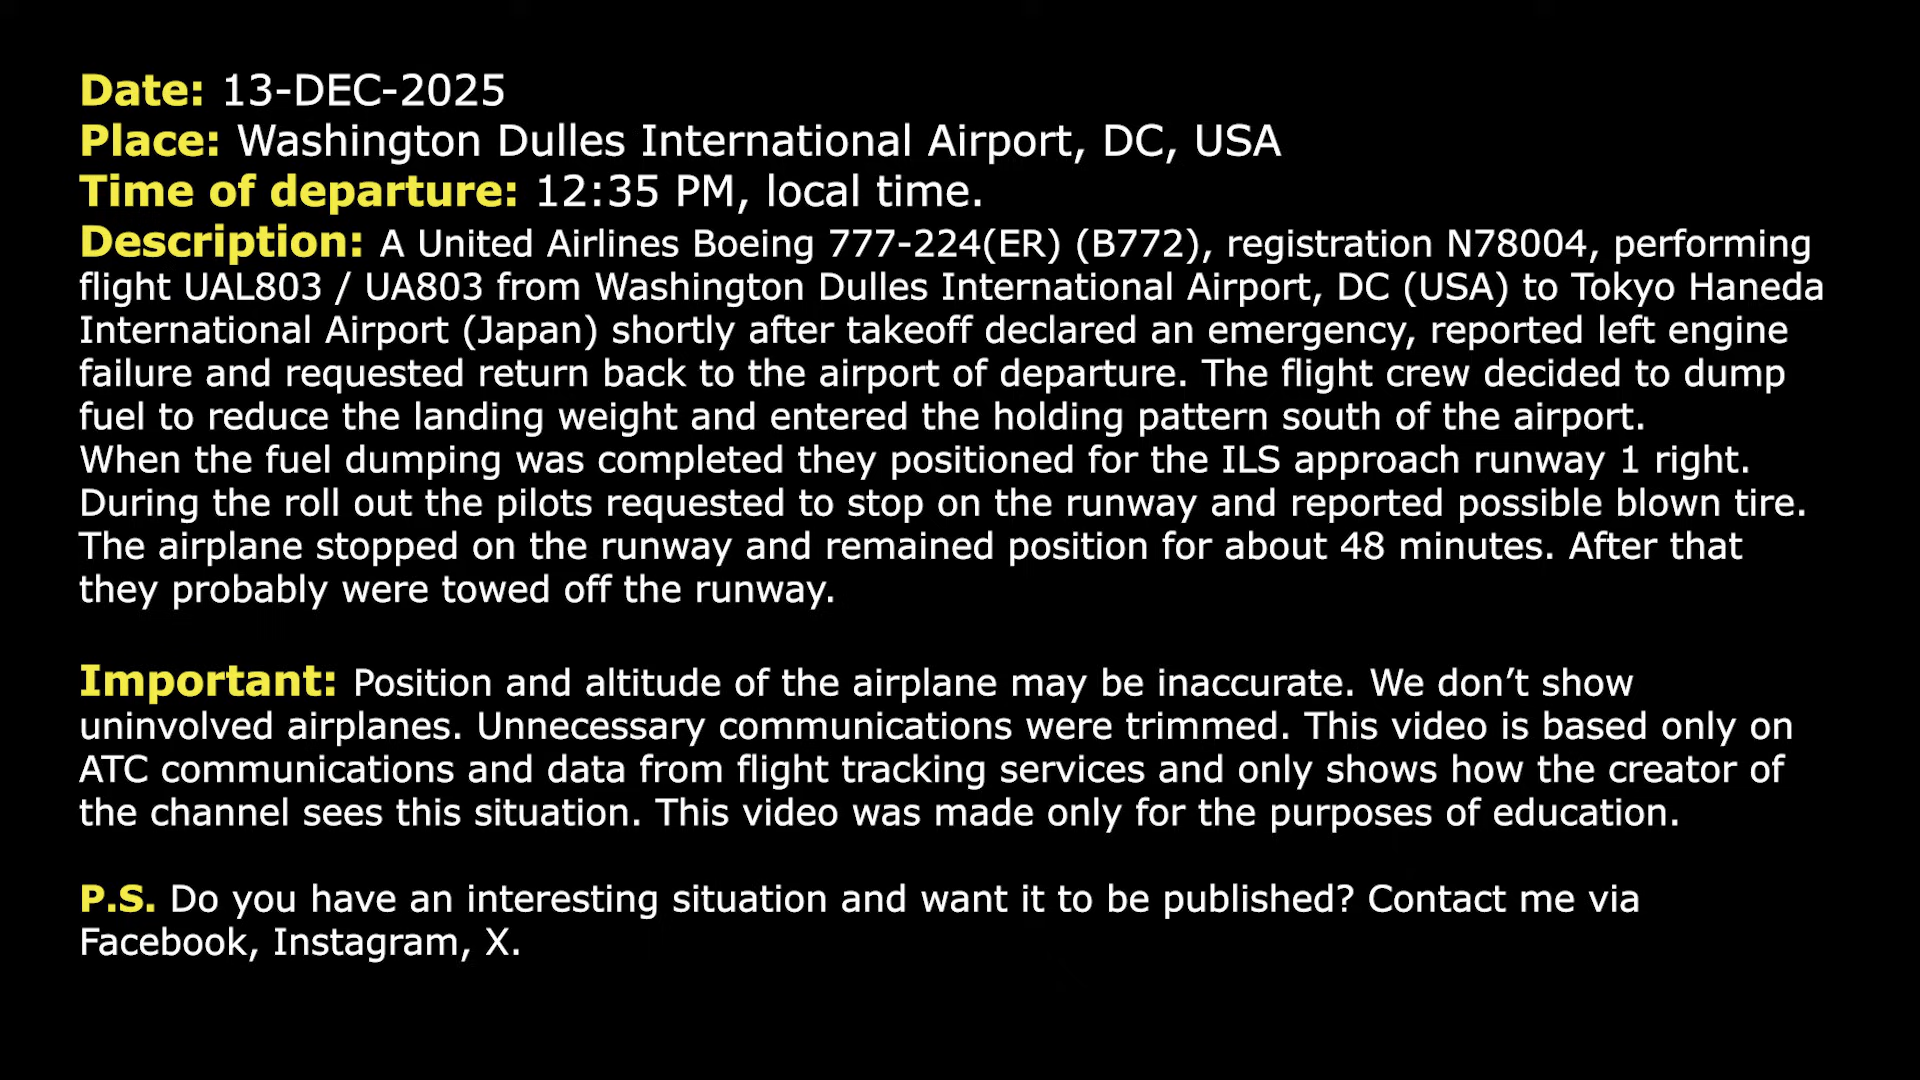 Date: 13-DEC-2025
Place: Washington Dulles International Airport, DC, USA
Time of departure: 12:35 PM, local time.
Description: A United Airlines Boeing 777-224(ER) (B772), registration N78004, performing
flight UAL803 / UA803 from Washington Dulles International Airport, DC (USA) to Tokyo Haneda
International Airport (Japan) shortly after takeoff declared an emergency, reported left engine
failure and requested return back to the airport of departure. The flight crew decided to dump
fuel to reduce the landing weight and entered the holding pattern south of the airport.
When the fuel dumping was completed they positioned for the ILS approach runway 1 right.
During the roll out the pilots requested to stop on the runway and reported possible blown tire.
The airplane stopped on the runway and remained position for about 48 minutes. After that
they probably were towed off the runway.
Important: Position and altitude of the airplane may be inaccurate. We don’t show
uninvolved airplanes. Unnecessary communications were trimmed. This video is based only on
ATC communications and data from flight tracking services and only shows how the creator of
the channel sees this situation. This video was made only for the purposes of education.
P.S. Do you have an interesting situation and want it to be published? Contact me via
Facebook, Instagram, X.